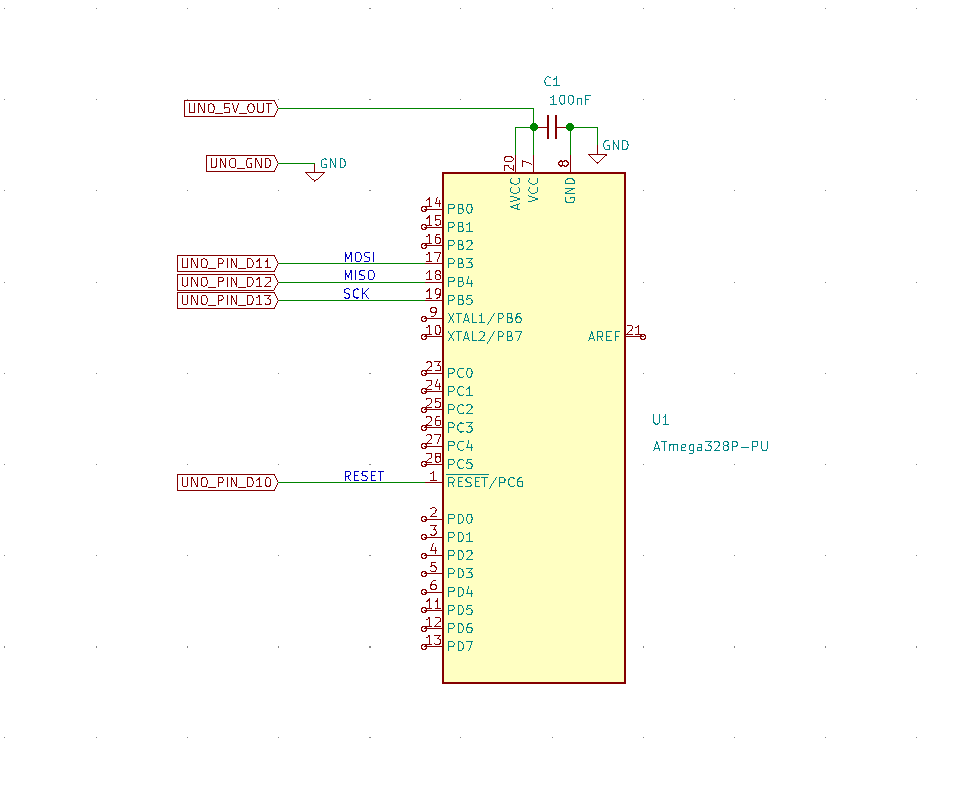 C1
100nF
UNO_5V_OUT
GND
UNO_GND
GND
20
7
8
AVCC
VCC
GND
14 PB0
15 PB1
16 PB2
UNO_PIN_D11 MOSI 17 PB3
UNO_PIN_D12 MISO 18 PB4
UNO_PIN_D13 SCK 19 PB5
9 XTAL1/PB6
10 XTAL2/PB7
AREF 21
23 PC0
24 PC1
25 PC2
26 PC3
27 PC4
28 PC5
U1
ATmega328P-PU
UNO_PIN_D10 RESET 1 RESET/PC6
2 PD0
3 PD1
4 PD2
5 PD3
6 PD4
11 PD5
12 PD6
13 PD7